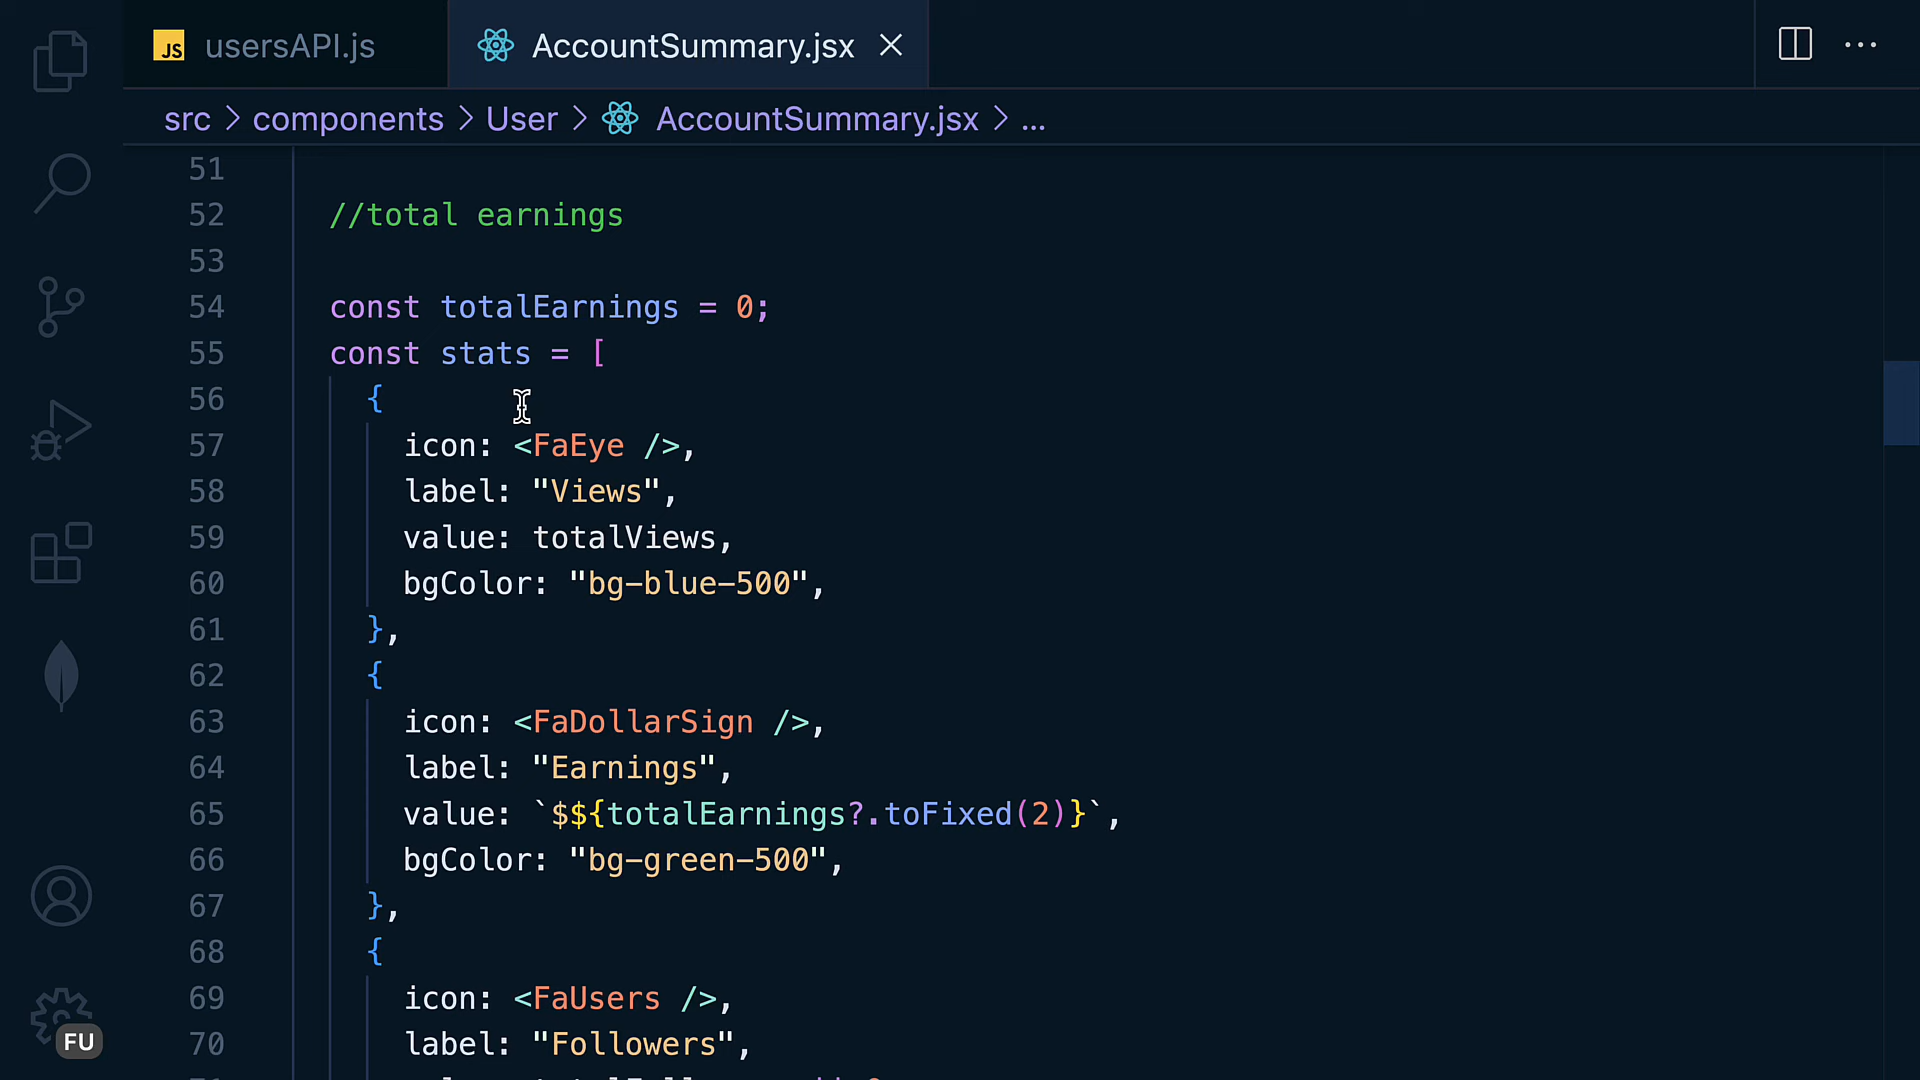 JS usersAPI.js AccountSummary.jsx
src > components > User > AccountSummary.jsx > ...
51
52 //total earnings
53
54 const totalEarnings = 0;
55 const stats = [
56 {
57 icon: <FaEye />,
58 label: "Views",
59 value: totalViews,
60 bgColor: "bg-blue-500",
61 },
62 {
63 icon: <FaDollarSign />,
64 label: "Earnings",
65 value: `$${totalEarnings?.toFixed(2)}`,
66 bgColor: "bg-green-500",
67 },
68 {
69 icon: <FaUsers />,
70 label: "Followers",
FU